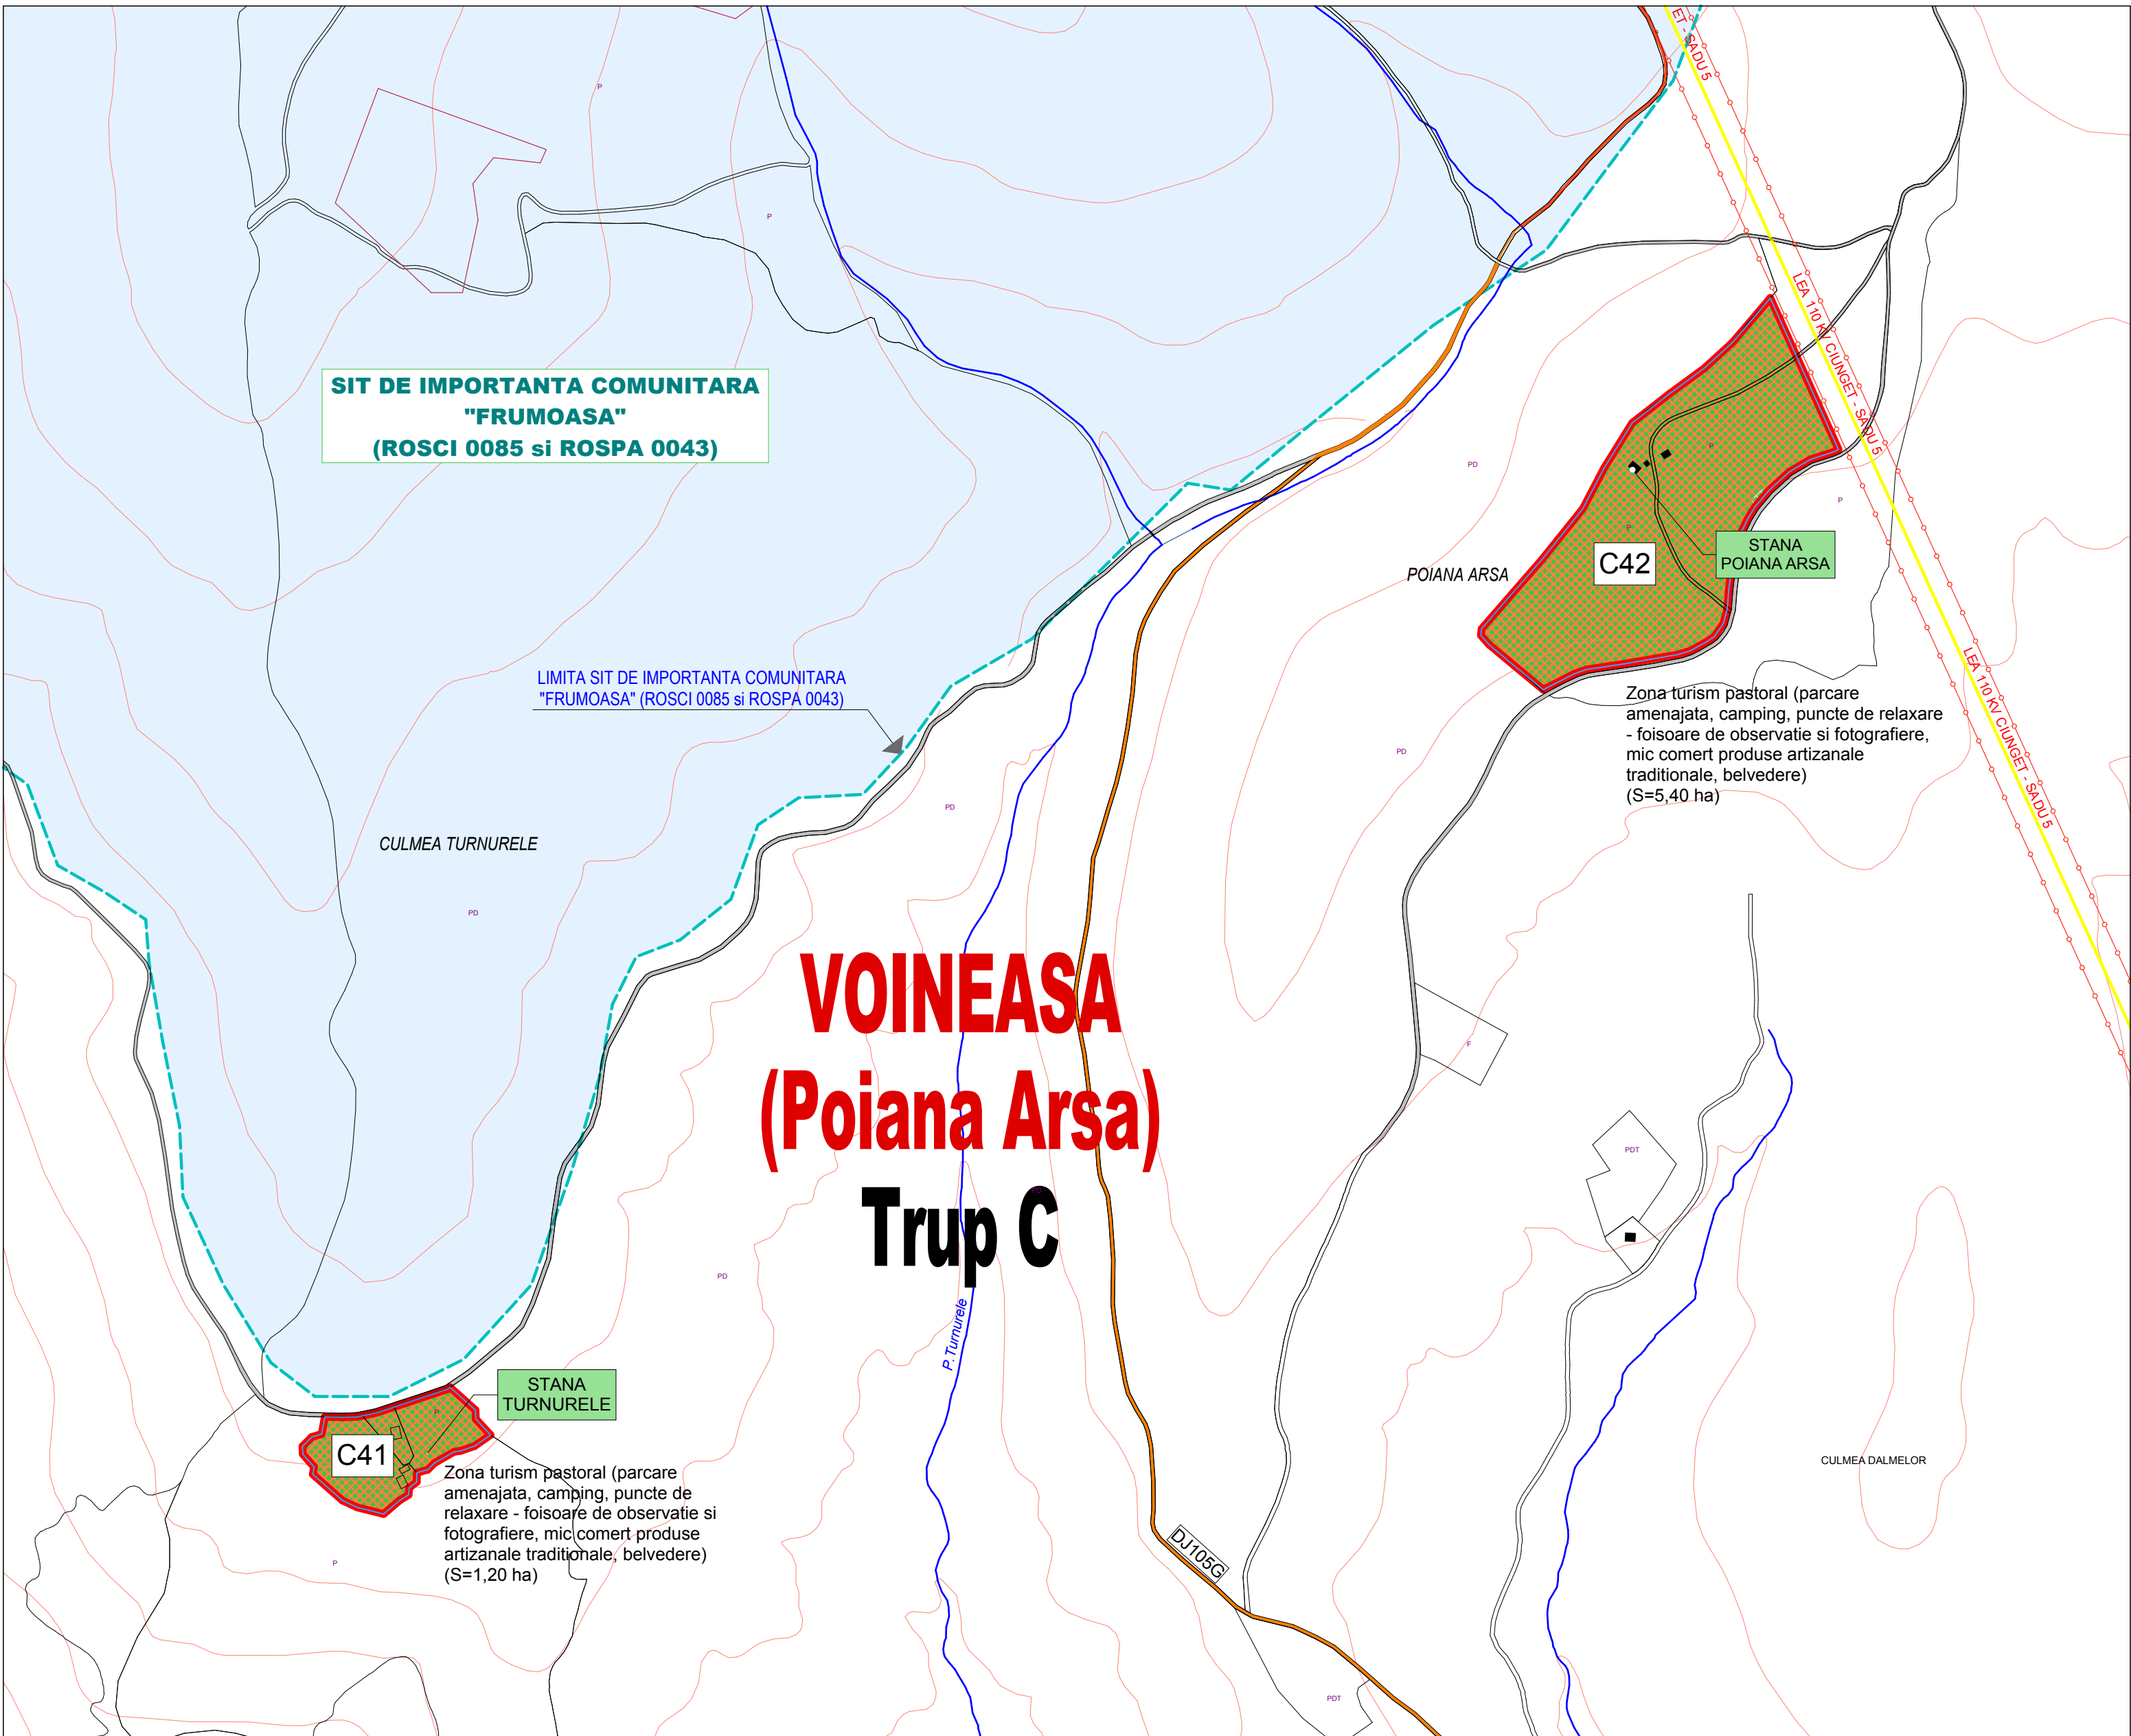 ET - SADU 5
P
P
SIT DE IMPORTANTA COMUNITARA
"FRUMOASA"
(ROSCI 0085 si ROSPA 0043)
LEA 110 KV CIUNGET - SADU 5
PD
P
P
P
STANA
POIANA ARSA
C42
POIANA ARSA
LIMITA SIT DE IMPORTANTA COMUNITARA
"FRUMOASA" (ROSCI 0085 si ROSPA 0043)
Zona turism pastoral (parcare
amenajata, camping, puncte de relaxare
- foisoare de observatie si fotografiere,
mic comert produse artizanale
traditionale, belvedere)
(S=5,40 ha)
LEA 110 KV CIUNGET - SADU 5
PD
PD
CULMEA TURNURELE
PD
VOINEASA
(Poiana Arsa)
Trup C
F
PDT
PD
PD
P. Turnurele
STANA
TURNURELE
P
C41
Zona turism pastoral (parcare
amenajata, camping, puncte de
relaxare - foisoare de observatie si
fotografiere, mic comert produse
artizanale traditionale, belvedere)
(S=1,20 ha)
P
CULMEA DALMELOR
DJ105G
PDT